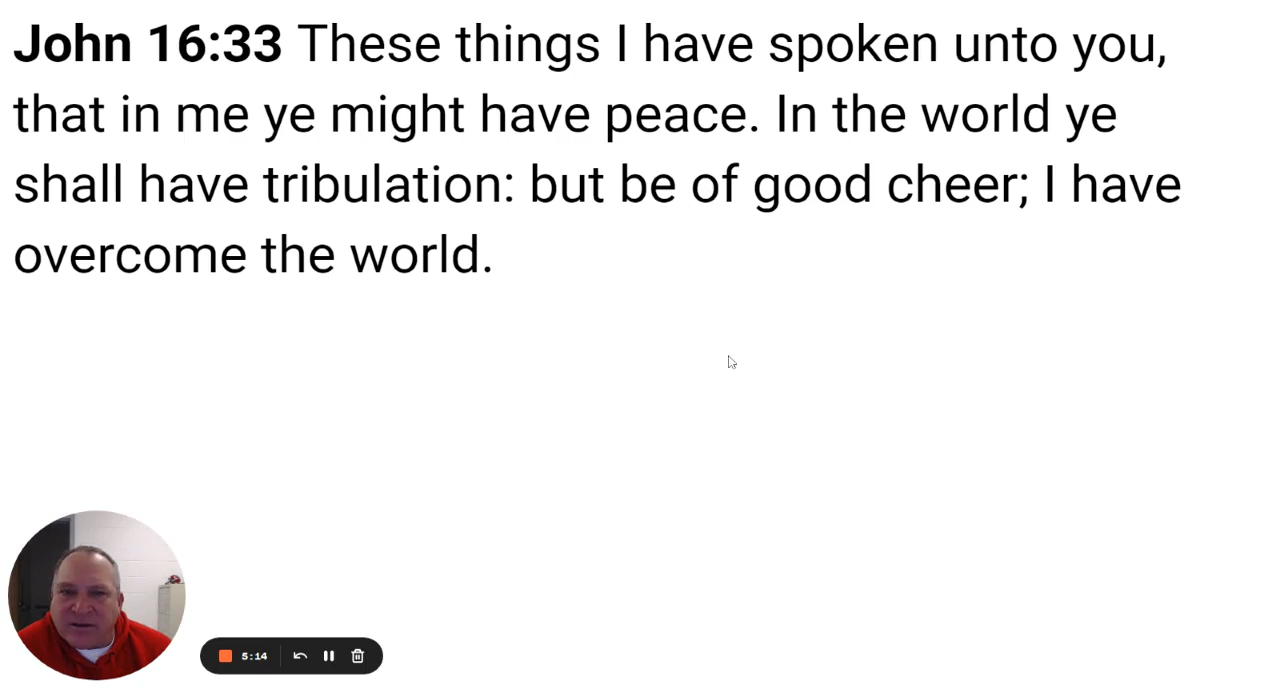 John 16:33 These things I have spoken unto you,
that in me ye might have peace. In the world ye
shall have tribulation: but be of good cheer; I have
overcome the world.
5:14